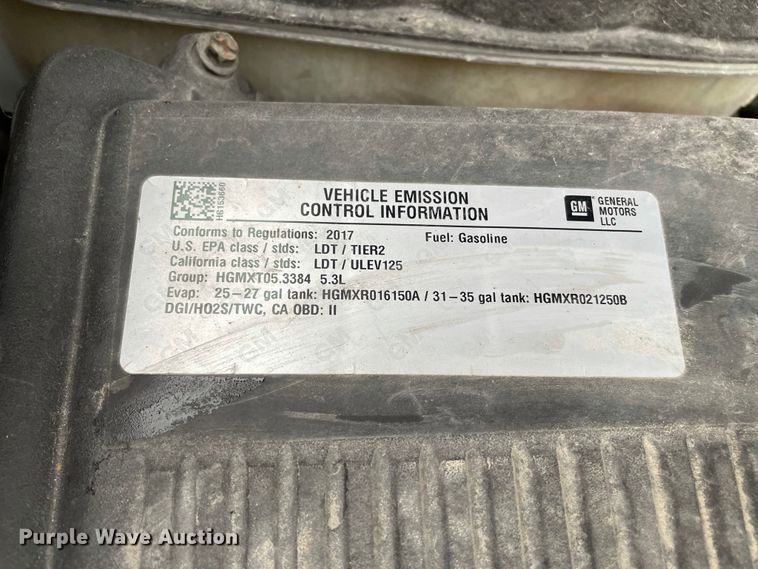 H6153660
VEHICLE EMISSION
CONTROL INFORMATION
GM
GENERAL
MOTORS
LLC
Conforms to Regulations: 2017 Fuel: Gasoline
U.S. EPA class / stds: LDT / TIER2
California class / stds: LDT / ULEV125
Group: HGMXT05.3384 5.3L
Evap: 25-27 gal tank: HGMXR016150A / 31-35 gal tank: HGMXR021250B
DGI/HO2S/TWC, CA OBD: II
Purple Wave Auction